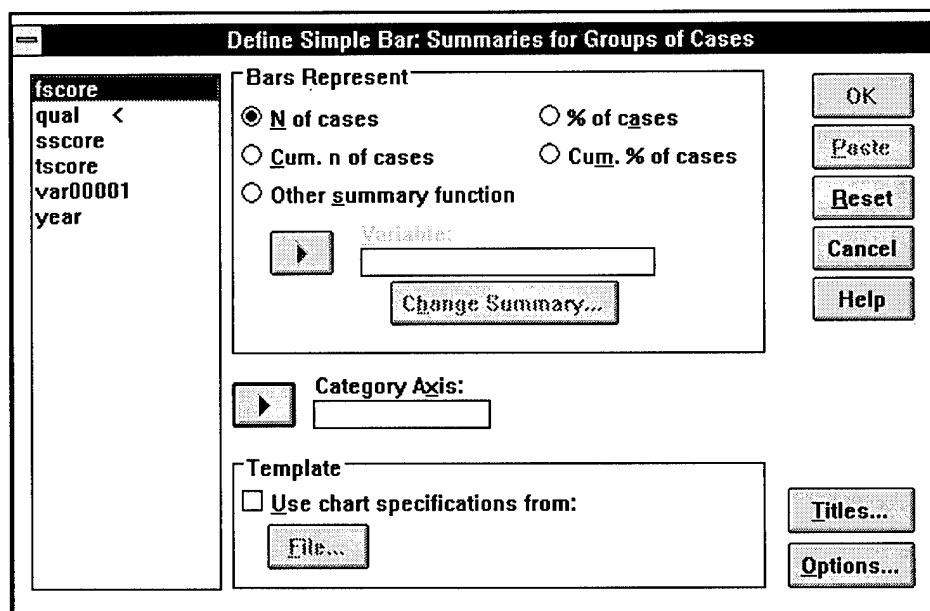 Define Simple Bar: Summaries for Groups of Cases
fscore
qual <
sscore
tscore
var00001
year
Bars Represent
N of cases
% of cases
Cum. n of cases
Cum. % of cases
Other summary function
Variable:
Change Summary...
Category Axis:
Template
Use chart specifications from:
File...
OK
Paste
Reset
Cancel
Help
Titles...
Options...